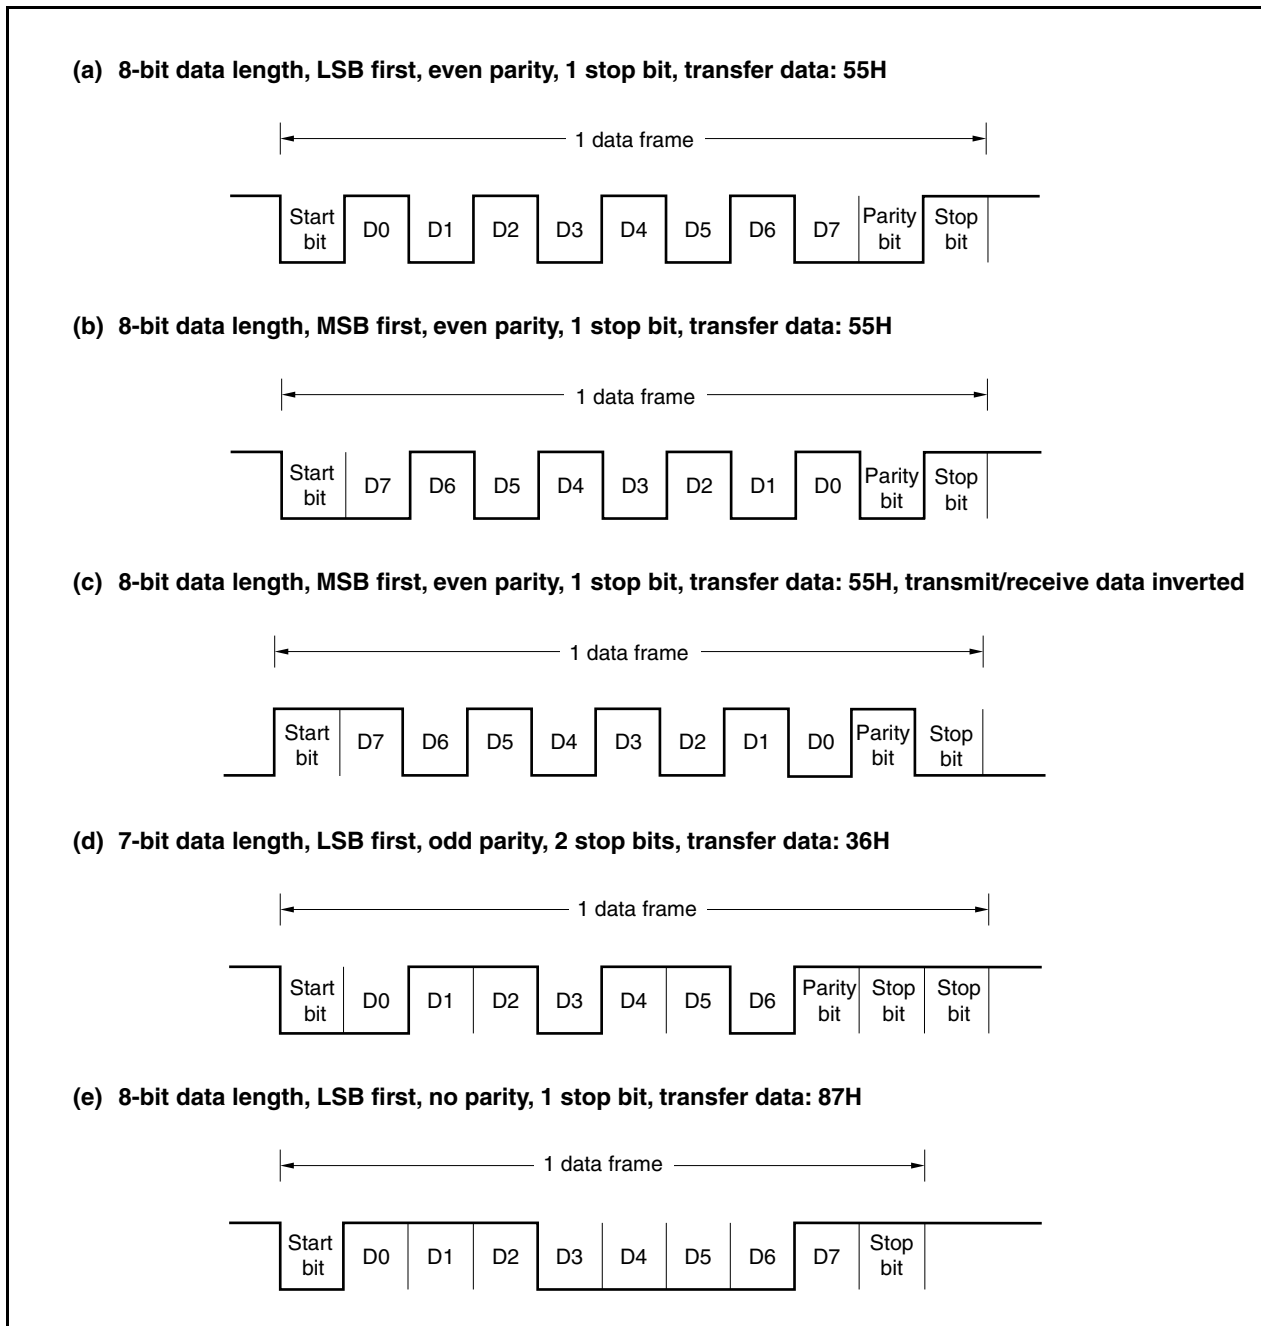 (a) 8-bit data length, LSB first, even parity, 1 stop bit, transfer data: 55H
1 data frame
Start bit D0 D1 D2 D3 D4 D5 D6 D7 Parity bit Stop bit
(b) 8-bit data length, MSB first, even parity, 1 stop bit, transfer data: 55H
1 data frame
Start bit D7 D6 D5 D4 D3 D2 D1 D0 Parity bit Stop bit
(c) 8-bit data length, MSB first, even parity, 1 stop bit, transfer data: 55H, transmit/receive data inverted
1 data frame
Start bit D7 D6 D5 D4 D3 D2 D1 D0 Parity bit Stop bit
(d) 7-bit data length, LSB first, odd parity, 2 stop bits, transfer data: 36H
1 data frame
Start bit D0 D1 D2 D3 D4 D5 D6 Parity bit Stop bit Stop bit
(e) 8-bit data length, LSB first, no parity, 1 stop bit, transfer data: 87H
1 data frame
Start bit D0 D1 D2 D3 D4 D5 D6 D7 Stop bit